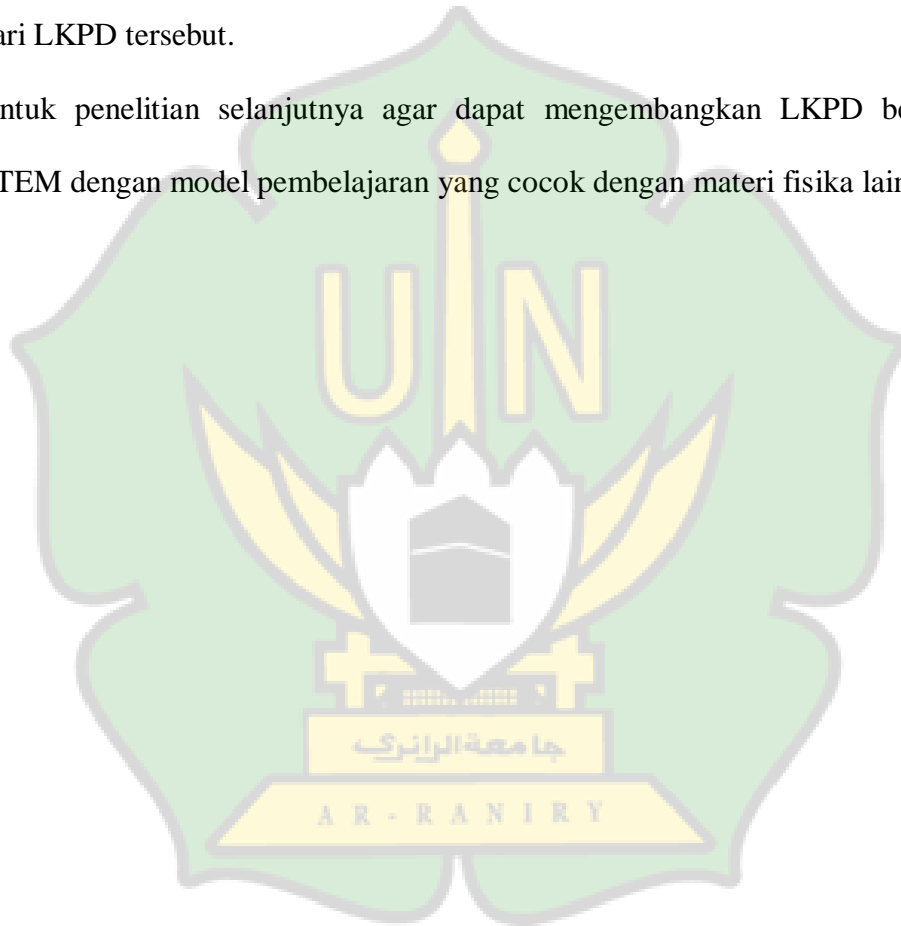 ari LKPD tersebut.
ntuk penelitian selanjutnya agar dapat mengembangkan LKPD be
TEM dengan model pembelajaran yang cocok dengan materi fisika lain
UIN
جامعة الرانري
AR-RANIRY